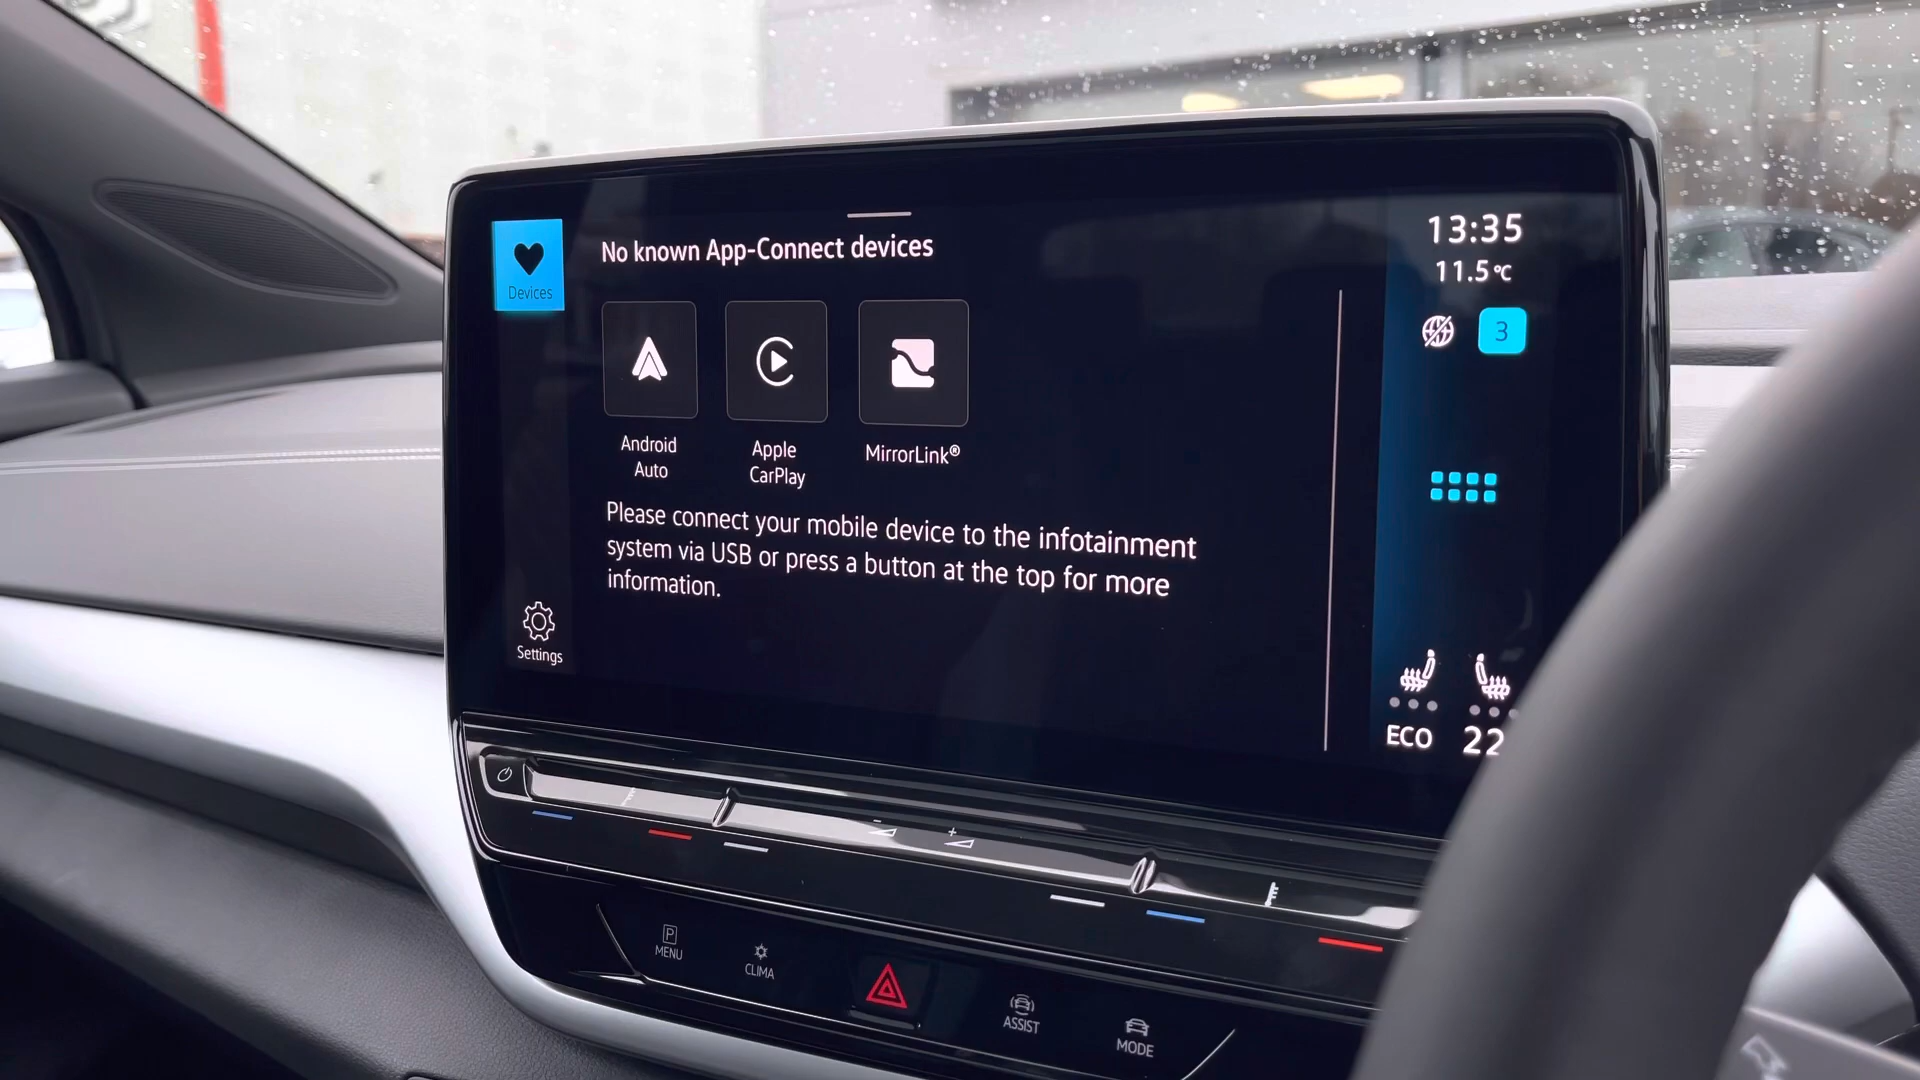 No known App-Connect devices
Devices
Android
Auto
Apple
CarPlay
MirrorLink®
Please connect your mobile device to the infotainment
system via USB or press a button at the top for more
information.
Settings
13:35
11.5°C
3
ECO
22
P
MENU
CLIMA
ASSIST
MODE